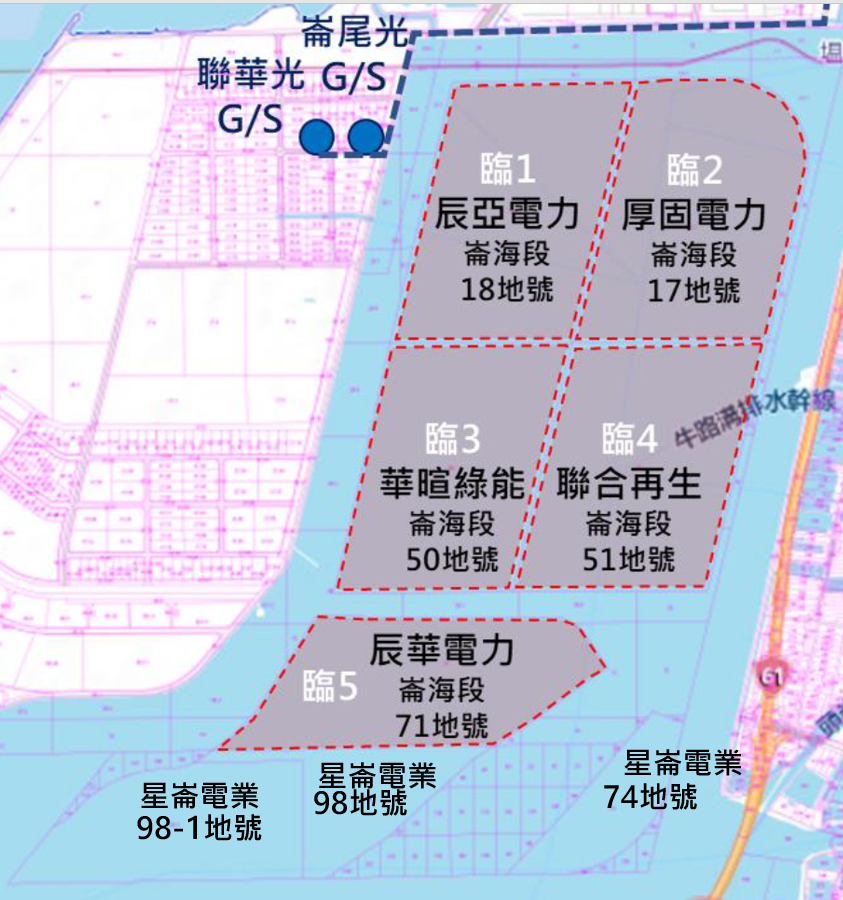 崙尾光
G/S
聯華光
G/S
臨1
辰亞電力
崙海段
18地號
臨2
厚固電力
崙海段
17地號
臨3
華暄綠能
崙海段
50地號
臨4
聯合再生
崙海段
51地號
牛路溝排水幹線
臨5
辰華電力
崙海段
71地號
61
星崙電業
98-1地號
星崙電業
98地號
星崙電業
74地號